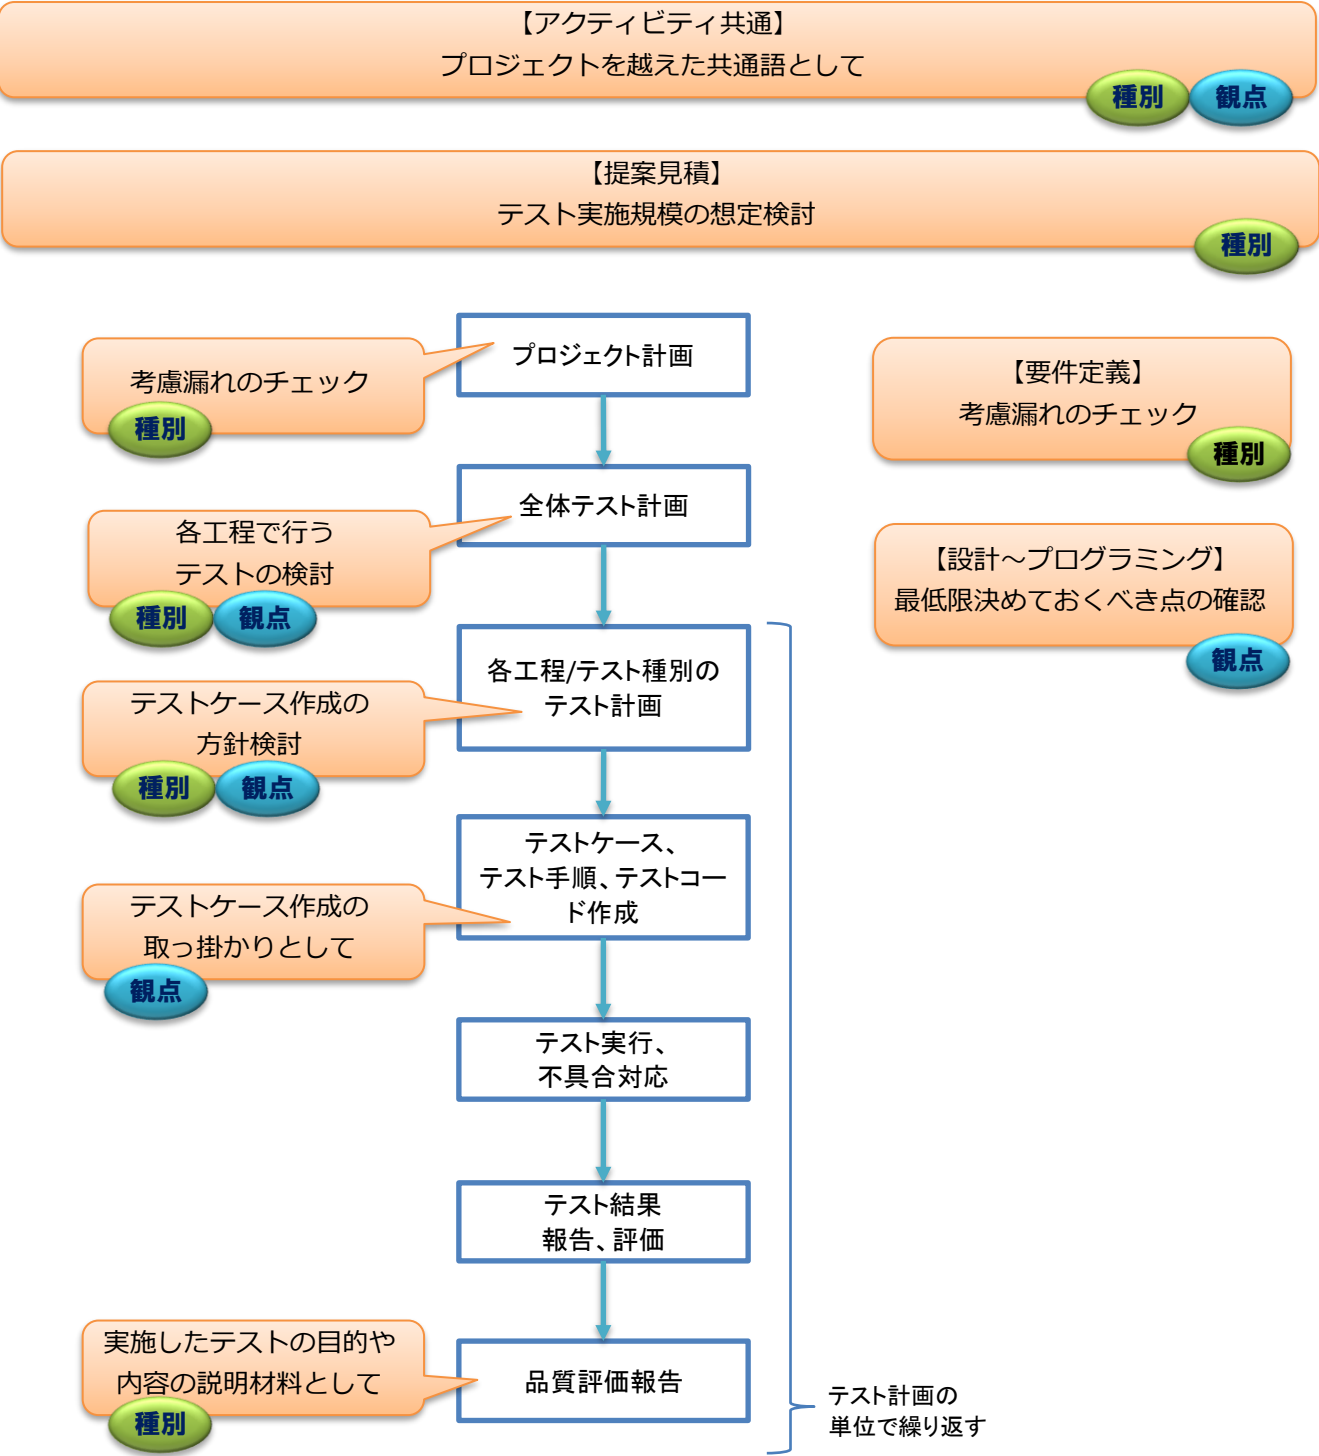 【アクティビティ共通】
プロジェクトを越えた共通語として
種別
観点
【提案見積】
テスト実施規模の想定検討
種別
プロジェクト計画
考慮漏れのチェック
種別
【要件定義】
考慮漏れのチェック
種別
全体テスト計画
各工程で行う
テストの検討
種別
観点
【設計～プログラミング】
最低限決めておくべき点の確認
観点
各工程/テスト種別の
テスト計画
テストケース作成の
方針検討
種別
観点
テストケース、
テスト手順、テストコー
ド作成
テストケース作成の
取っ掛かりとして
観点
テスト実行、
不具合対応
テスト結果
報告、評価
実施したテストの目的や
内容の説明材料として
種別
品質評価報告
テスト計画の
単位で繰り返す